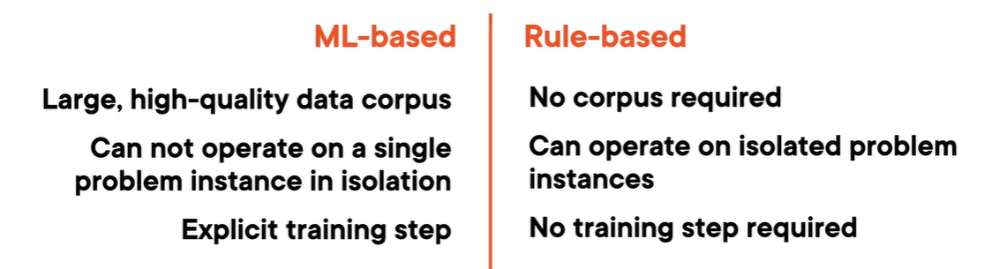 ML-based
Large, high-quality data corpus
Can not operate on a single
problem instance in isolation
Explicit training step
Rule-based
No corpus required
Can operate on isolated problem
instances
No training step required